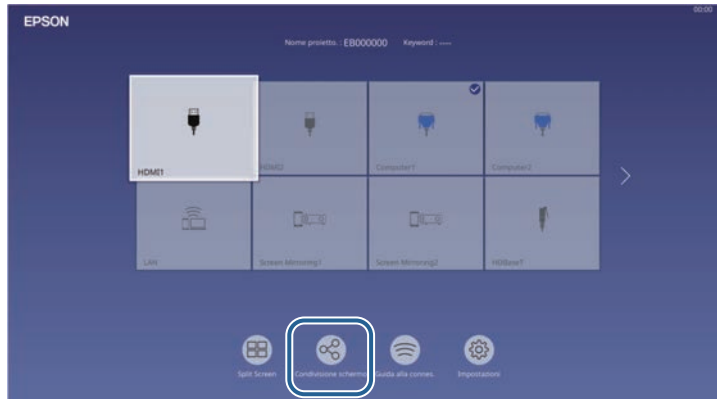 00:00
EPSON
Nome proietto. : EB000000 Keyword : ----
HDMI1 HDMI2 Computer1 Computer2
LAN Screen Mirroring1 Screen Mirroring2 HDBaseT
Split Screen Condivisione schermo Guida alla connes. Impostazioni